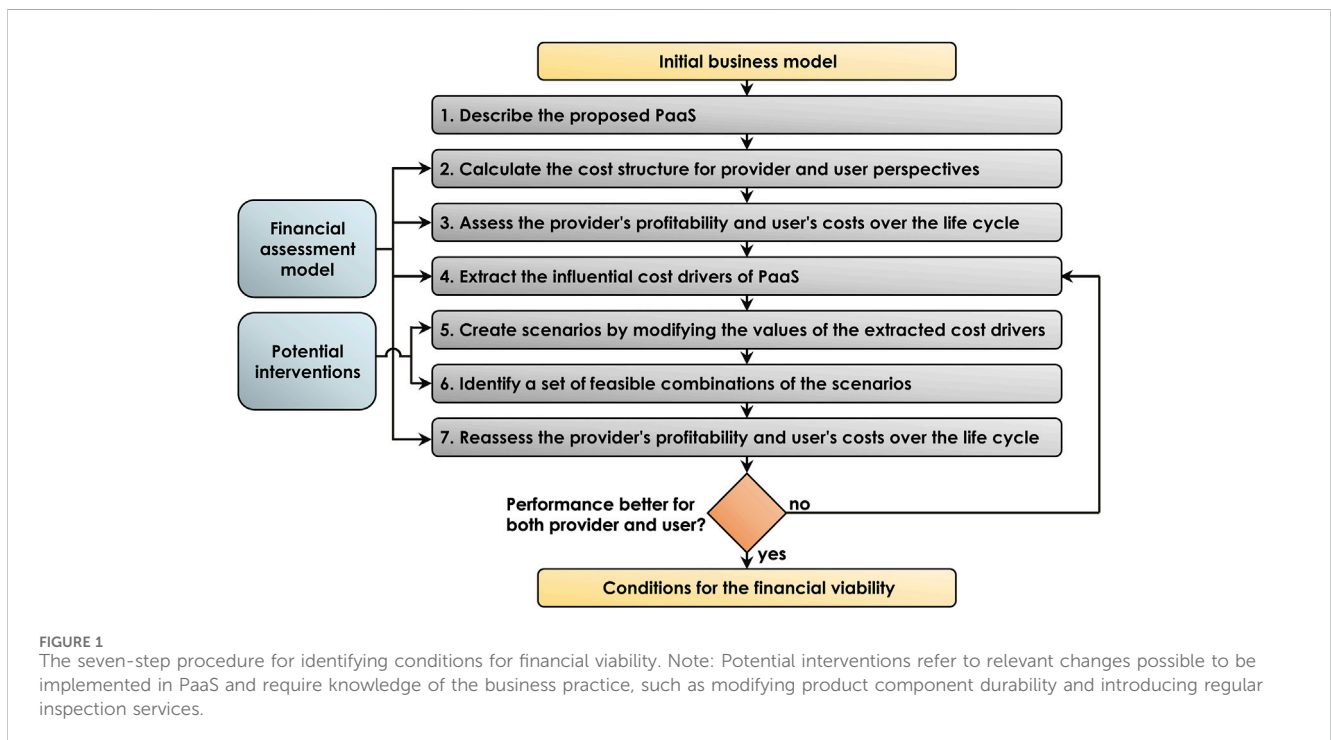 Initial business model
1. Describe the proposed PaaS
2. Calculate the cost structure for provider and user perspectives
3. Assess the provider's profitability and user's costs over the life cycle
4. Extract the influential cost drivers of PaaS
5. Create scenarios by modifying the values of the extracted cost drivers
6. Identify a set of feasible combinations of the scenarios
7. Reassess the provider's profitability and user's costs over the life cycle
Financial
assessment
model
Potential
interventions
Performance better for
both provider and user?
no
yes
Conditions for the financial viability
FIGURE 1
The seven-step procedure for identifying conditions for financial viability. Note: Potential interventions refer to relevant changes possible to be
implemented in PaaS and require knowledge of the business practice, such as modifying product component durability and introducing regular
inspection services.